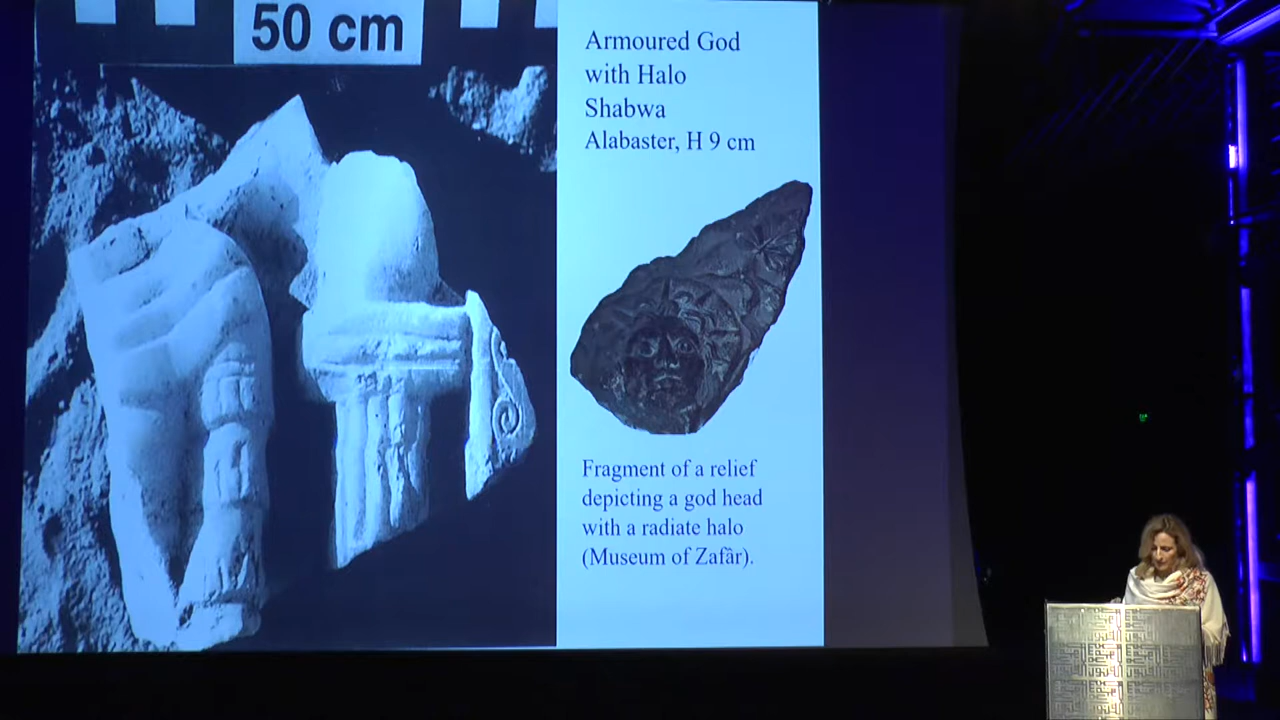 50 cm
Armoured God
with Halo
Shabwa
Alabaster, H 9 cm
Fragment of a relief
depicting a god head
with a radiate halo
(Museum of Zafâr).